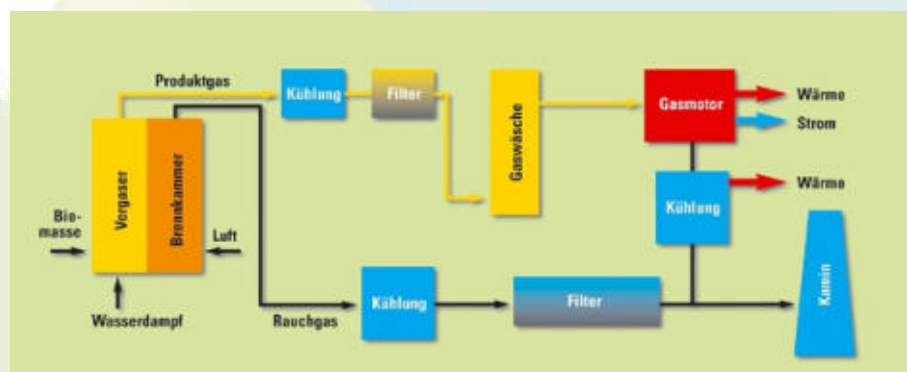 Produktgas
Kühlung
Filter
Gaswäsche
Gasmotor
Wärme
Strom
Vergaser
Brennkammer
Kühlung
Wärme
Bio-
masse
Luft
Wasserdampf
Rauchgas
Kühlung
Filter
Kamin